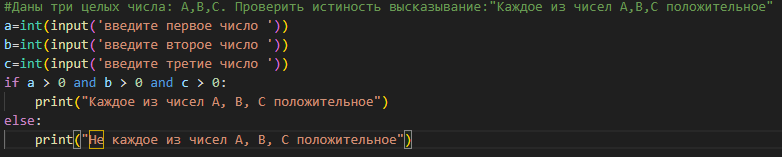 #Даны три целых числа: А,В,С. Проверить истиность высказывание:"Каждое из чисел А,В,С положительное"
a=int(input('введите первое число '))
b=int(input('введите второе число '))
c=int(input('введите третие число '))
if a > 0 and b > 0 and c > 0:
    print("Каждое из чисел А, В, С положительное")
else:
    print("Не каждое из чисел А, В, С положительное")